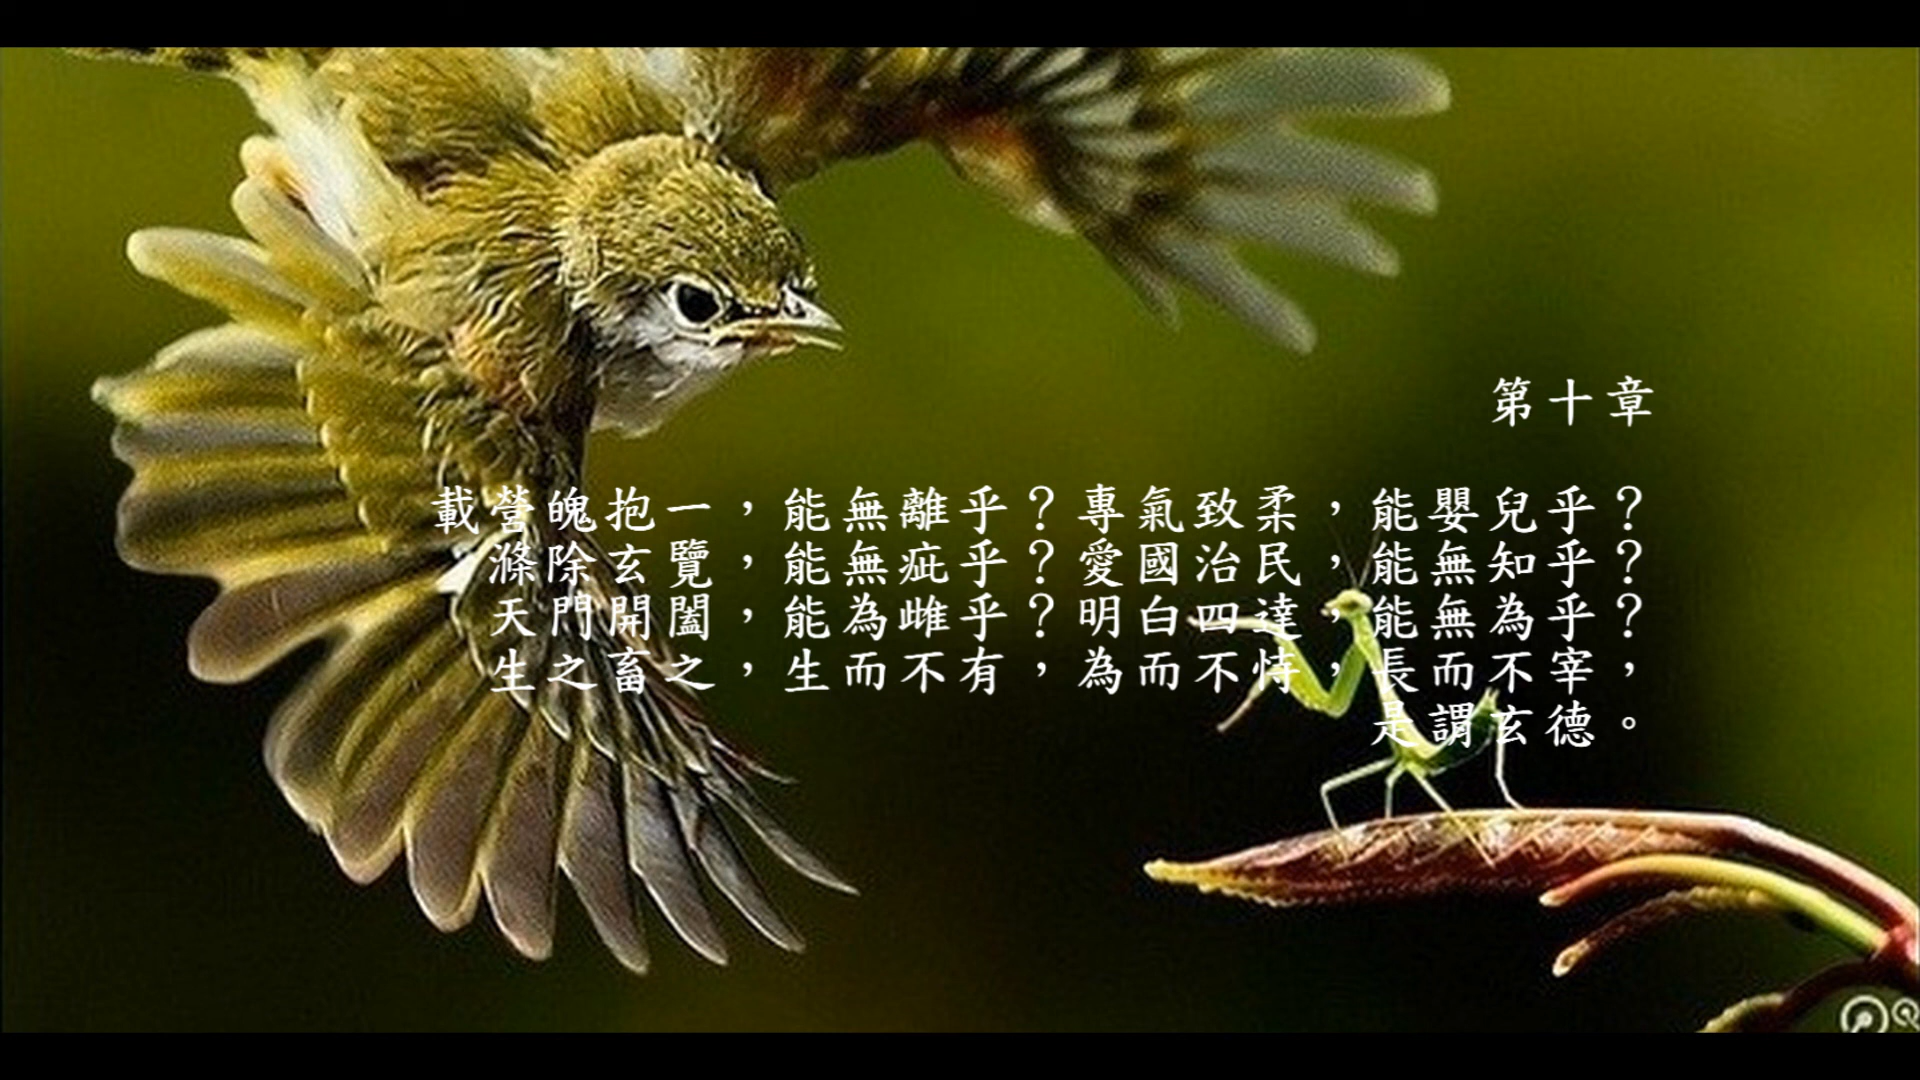 第十章
載營魄抱一，能無離乎？專氣致柔，能嬰兒乎？
滌除玄覽，能無疵乎？愛國治民，能無知乎？
天門開闔，能為雌乎？明白四達，能無為乎？
生之畜之，生而不有，為而不恃，長而不宰，
是謂玄德。